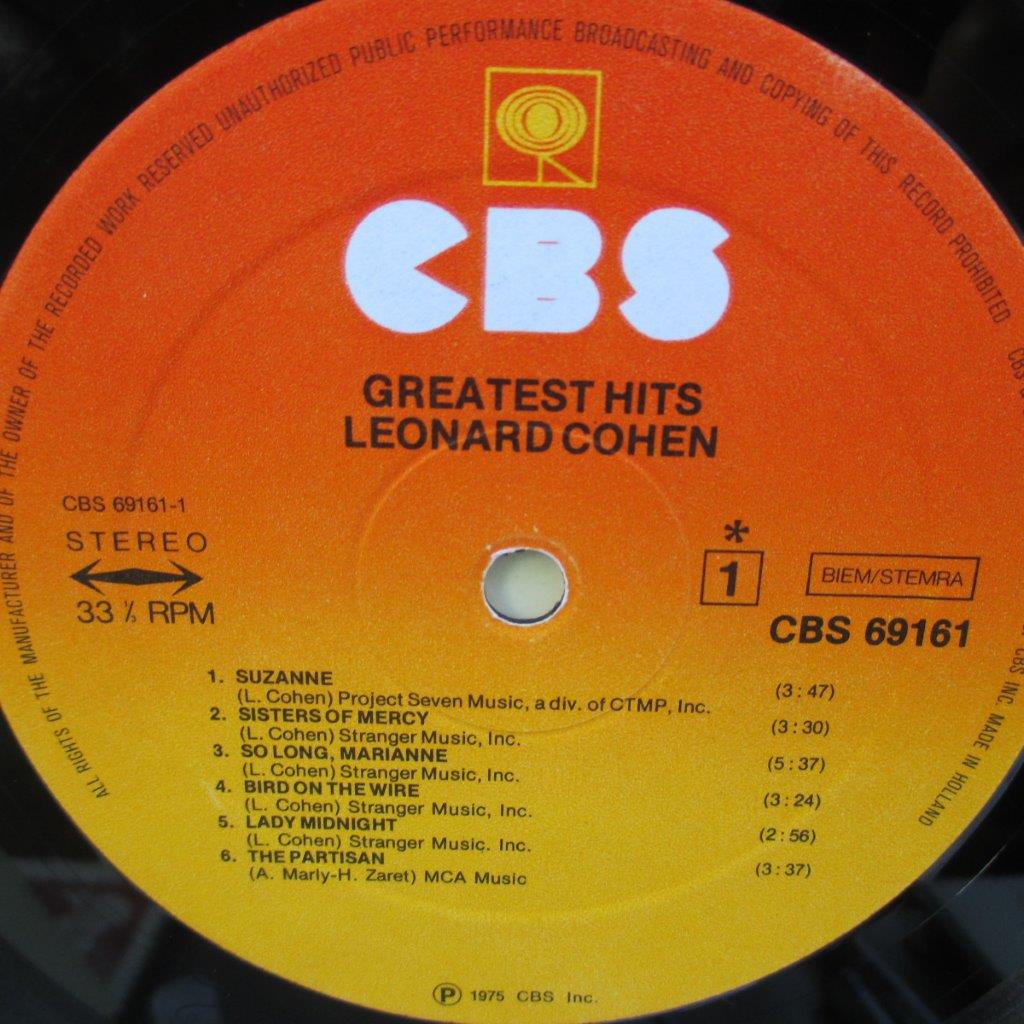 ALL RIGHTS OF THE MANUFACTURER AND OF THE OWNER OF THE RECORDED WORK RESERVED UNAUTHORIZED PUBLIC PERFORMANCE BROADCASTING AND COPYING OF THIS RECORD PROHIBITED
CBS INC. MADE IN HOLLAND
CBS
GREATEST HITS
LEONARD COHEN
CBS 69161-1
STEREO
33 ⅓ RPM
*
1
BIEM/STEMRA
CBS 69161
1. SUZANNE
(L. Cohen) Project Seven Music, a div. of CTMP, Inc. (3:47)
2. SISTERS OF MERCY
(L. Cohen) Stranger Music, Inc. (3:30)
3. SO LONG, MARIANNE
(L. Cohen) Stranger Music, Inc. (5:37)
4. BIRD ON THE WIRE
(L. Cohen) Stranger Music, Inc. (3:24)
5. LADY MIDNIGHT
(L. Cohen) Stranger Music. Inc. (2:56)
6. THE PARTISAN
(A. Marly-H. Zaret) MCA Music (3:37)
℗ 1975 CBS Inc.